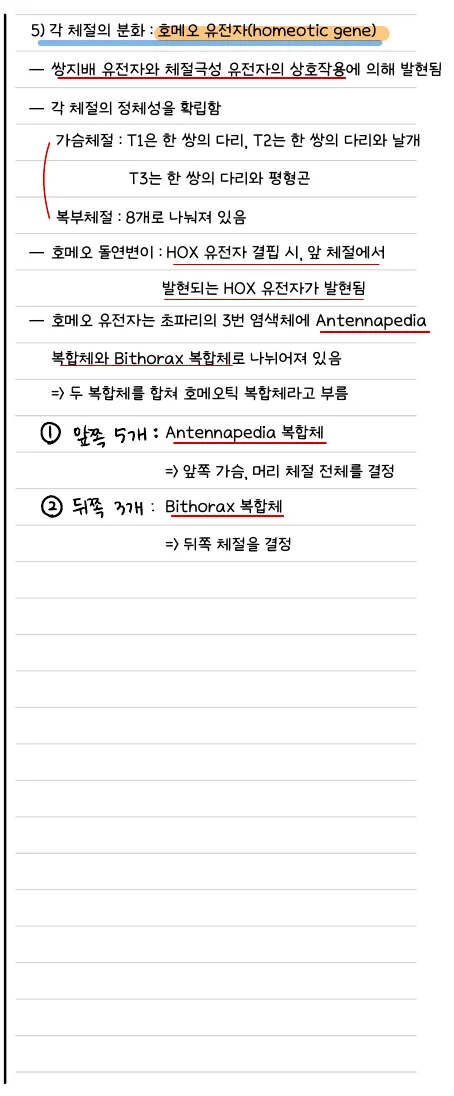 5) 각 체절의 분화 : 호메오 유전자(homeotic gene)
— 쌍지배 유전자와 체절극성 유전자의 상호작용에 의해 발현됨
— 각 체절의 정체성을 확립함
가슴체절 : T1은 한 쌍의 다리, T2는 한 쌍의 다리와 날개
T3는 한 쌍의 다리와 평형곤
복부체절 : 8개로 나눠져 있음
— 호메오 돌연변이 : HOX 유전자 결핍 시, 앞 체절에서
발현되는 HOX 유전자가 발현됨
— 호메오 유전자는 초파리의 3번 염색체에 Antennapedia
복합체와 Bithorax 복합체로 나뉘어져 있음
=> 두 복합체를 합쳐 호메오틱 복합체라고 부름
① 앞쪽 5개 : Antennapedia 복합체
=> 앞쪽 가슴, 머리 체절 전체를 결정
② 뒤쪽 3개 : Bithorax 복합체
=> 뒤쪽 체절을 결정